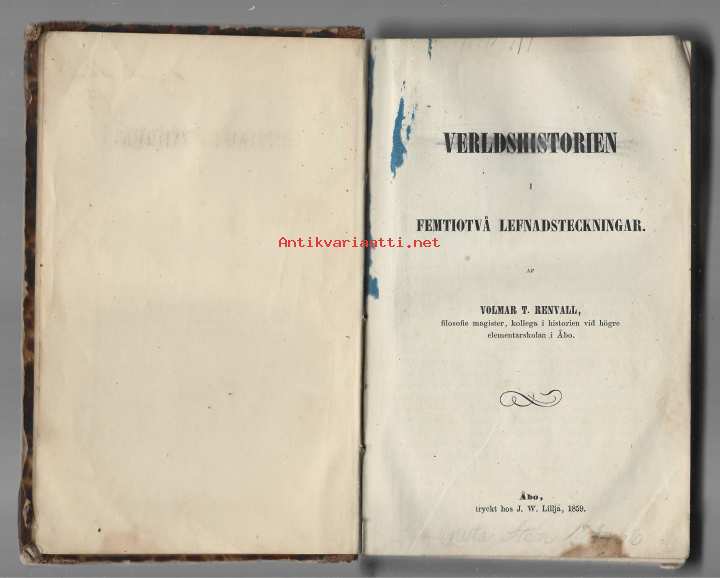 VERLDSHISTORIEN
I
FEMTIOTVÅ LEFNADSTECKNINGAR.
Antikvariaatti.net
AF
VOLMAR T. RENVALL,
filosofie magister, kollega i historien vid högre
elementarskolan i Åbo.
Åbo,
tryckt hos J. W. Lillja, 1859.